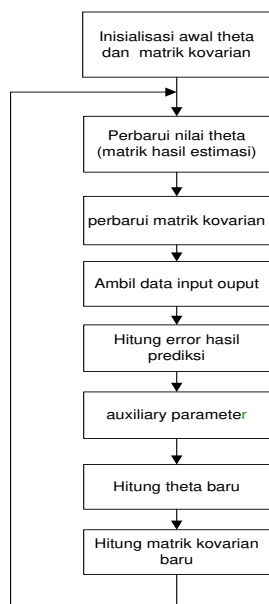 Inisialisasi awal theta
dan matrik kovarian
Perbarui nilai theta
(matrik hasil estimasi)
perbarui matrik kovarian
Ambil data input ouput
Hitung error hasil
prediksi
auxiliary parameter
Hitung theta baru
Hitung matrik kovarian
baru